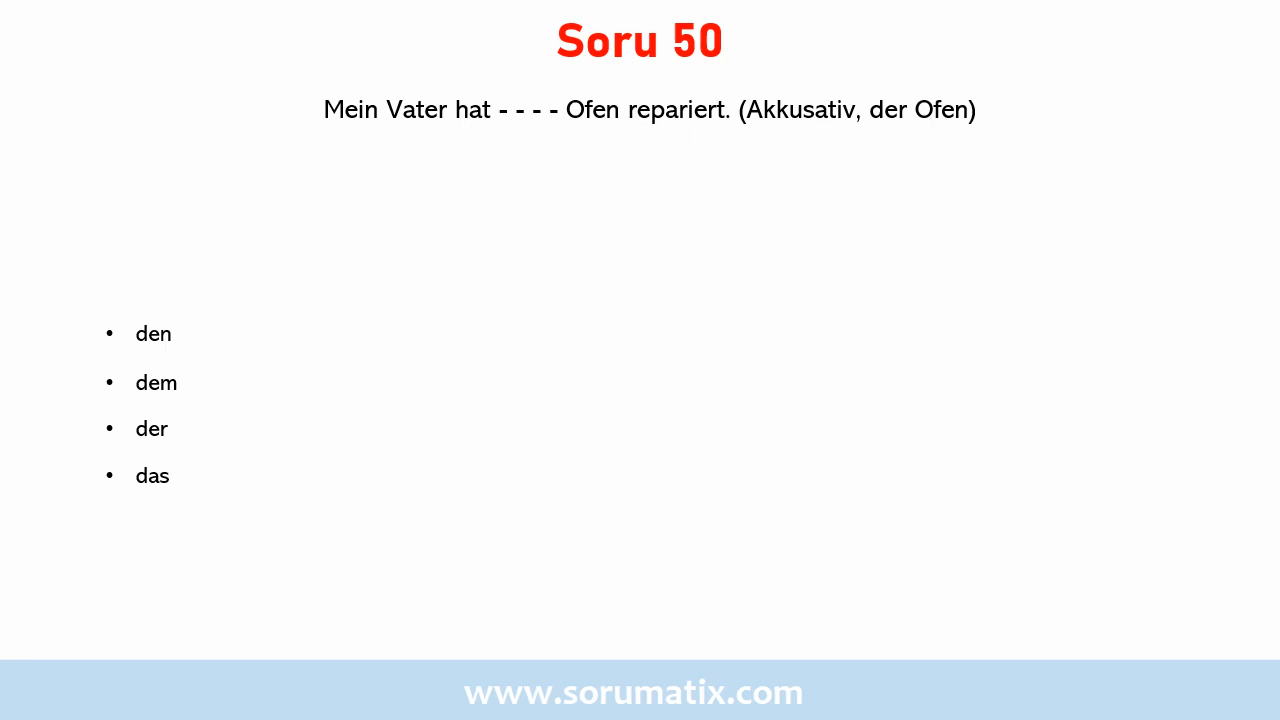 Soru 50
Mein Vater hat - - - - Ofen repariert. (Akkusativ, der Ofen)
• den
• dem
• der
• das
www.sorumatix.com